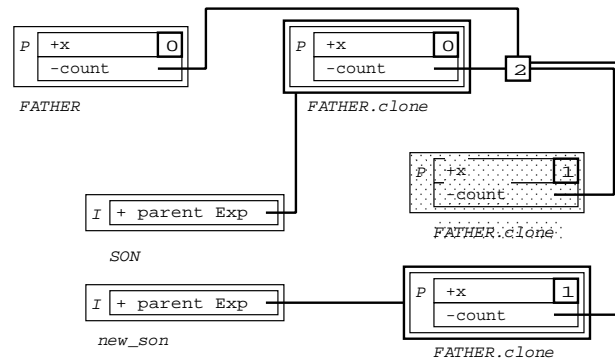 P +x 0
-count
FATHER
P +x 0
-count
FATHER.clone
2
P +x 1
-count
FATHER.clone
I + parent Exp
SON
I + parent Exp
new_son
P +x 1
-count
FATHER.clone